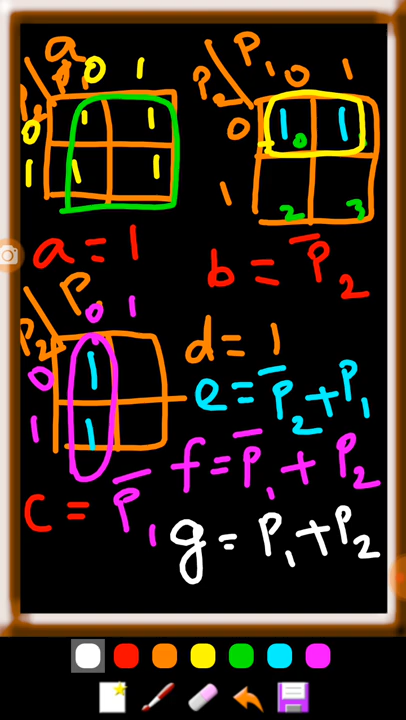 a
P₁ 0 1
P₂
0 1 1
1 1 1
a = 1
P₁ 0 1
P₂
0 1 0 1
1 2 3
b = P̅₂
P 0 1
P₂
0 1
1 1
c = P̅₁
d = 1
e = P̅₂ + P₁
f = P̅₁ + P₂
g = P₁ + P₂